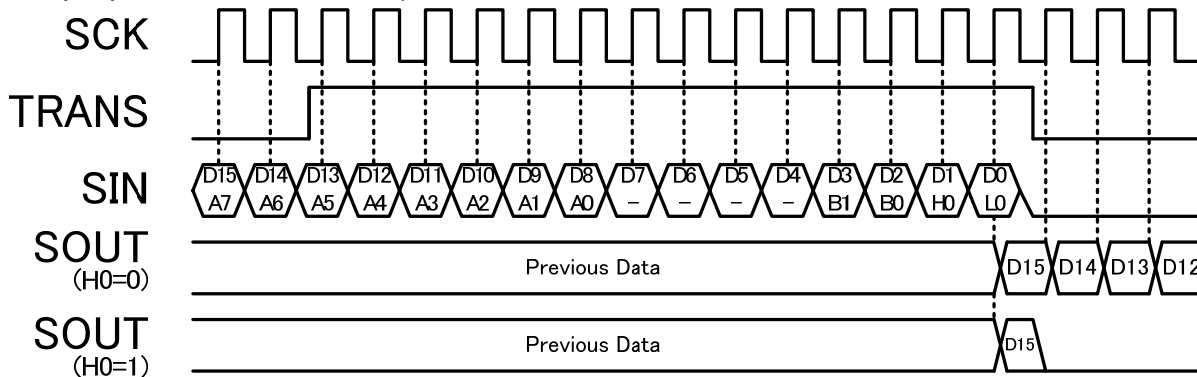 SCK
TRANS
SIN
D15 D14 D13 D12 D11 D10 D9 D8 D7 D6 D5 D4 D3 D2 D1 D0
A7 A6 A5 A4 A3 A2 A1 A0 - - - - B1 B0 H0 L0
SOUT
(H0=0)
Previous Data D15 D14 D13 D12
SOUT
(H0=1)
Previous Data D15